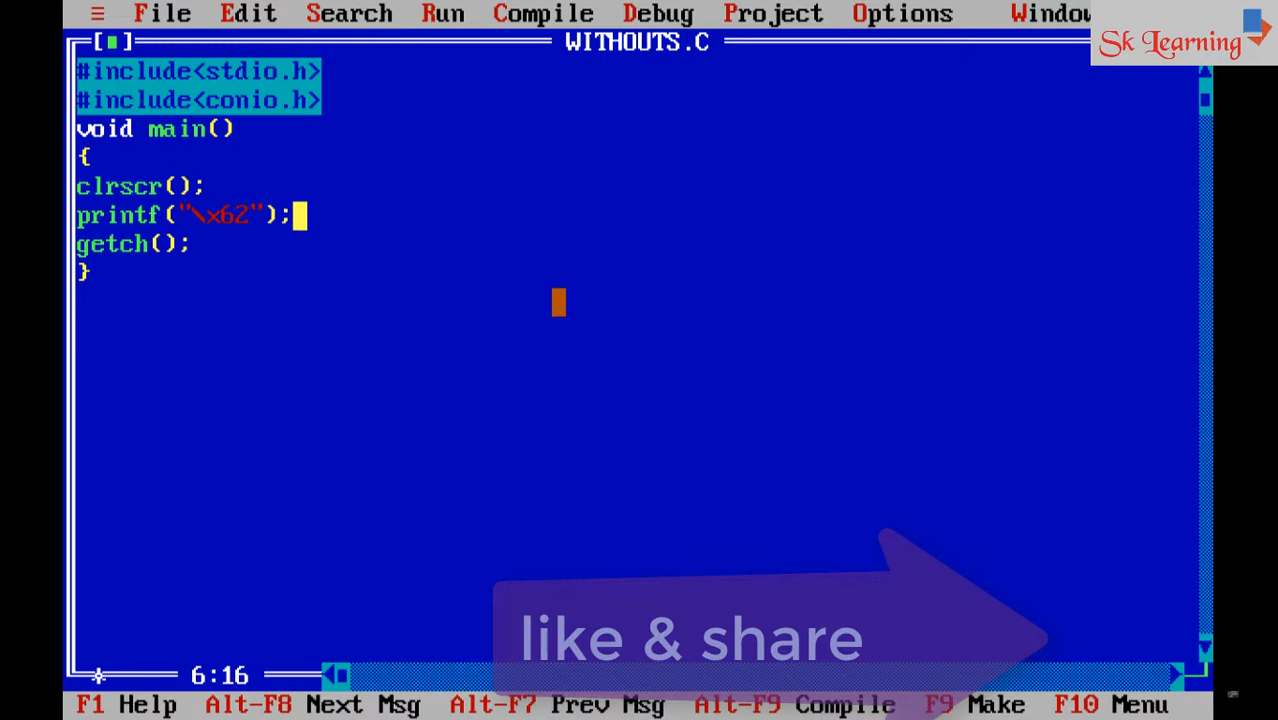 ≡ File Edit Search Run Compile Debug Project Options Window
Sk Learning
[■] WITHOUTS.C
#include<stdio.h>
#include<conio.h>
void main()
{
clrscr();
printf("\x62");
getch();
}
like & share
6:16
F1 Help Alt-F8 Next Msg Alt-F7 Prev Msg Alt-F9 Compile F9 Make F10 Menu